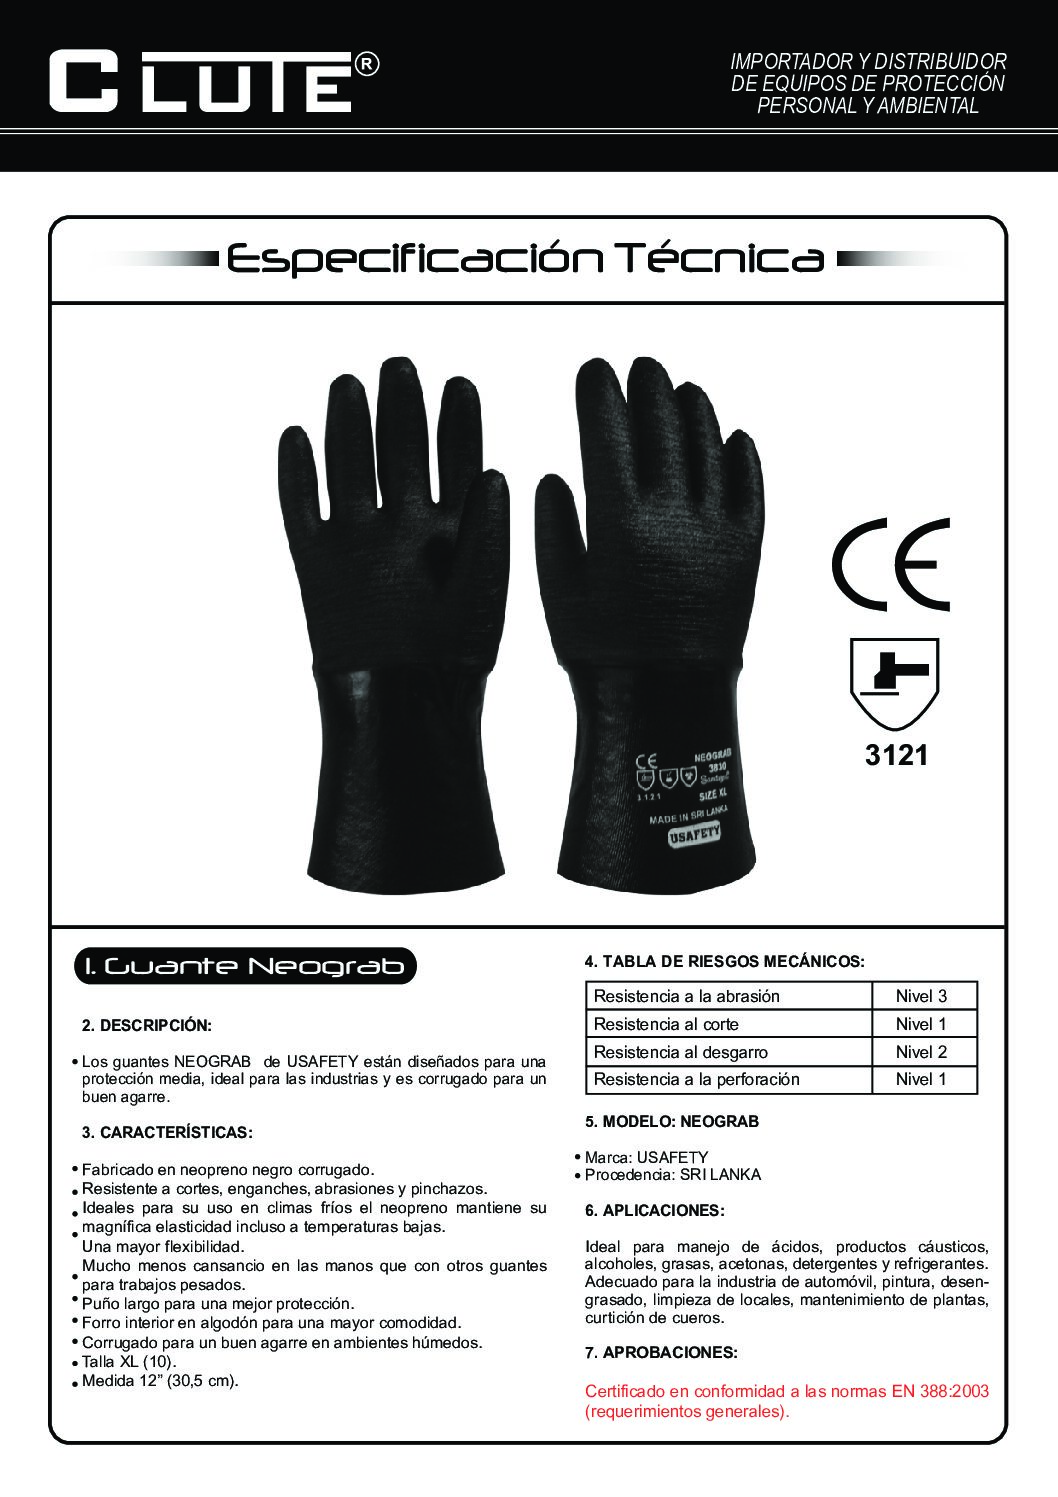 CLUTE®
IMPORTADOR Y DISTRIBUIDOR
DE EQUIPOS DE PROTECCIÓN
PERSONAL Y AMBIENTAL
Especificación Técnica
CE
3121
CE
NEOGRAB
3830
3 1 2 1
SIZE XL
MADE IN SRI LANKA
USAFETY
1. Guante Neograb
2. DESCRIPCIÓN:
• Los guantes NEOGRAB de USAFETY están diseñados para una
protección media, ideal para las industrias y es corrugado para un
buen agarre.
3. CARACTERÍSTICAS:
• Fabricado en neopreno negro corrugado.
• Resistente a cortes, enganches, abrasiones y pinchazos.
• Ideales para su uso en climas fríos el neopreno mantiene su
magnífica elasticidad incluso a temperaturas bajas.
• Una mayor flexibilidad.
Mucho menos cansancio en las manos que con otros guantes
• para trabajos pesados.
• Puño largo para una mejor protección.
• Forro interior en algodón para una mayor comodidad.
• Corrugado para un buen agarre en ambientes húmedos.
• Talla XL (10).
• Medida 12” (30,5 cm).
4. TABLA DE RIESGOS MECÁNICOS:
Resistencia a la abrasión Nivel 3
Resistencia al corte Nivel 1
Resistencia al desgarro Nivel 2
Resistencia a la perforación Nivel 1
5. MODELO: NEOGRAB
• Marca: USAFETY
• Procedencia: SRI LANKA
6. APLICACIONES:
Ideal para manejo de ácidos, productos cáusticos,
alcoholes, grasas, acetonas, detergentes y refrigerantes.
Adecuado para la industria de automóvil, pintura, desen-
grasado, limpieza de locales, mantenimiento de plantas,
curtición de cueros.
7. APROBACIONES:
Certificado en conformidad a las normas EN 388:2003
(requerimientos generales).